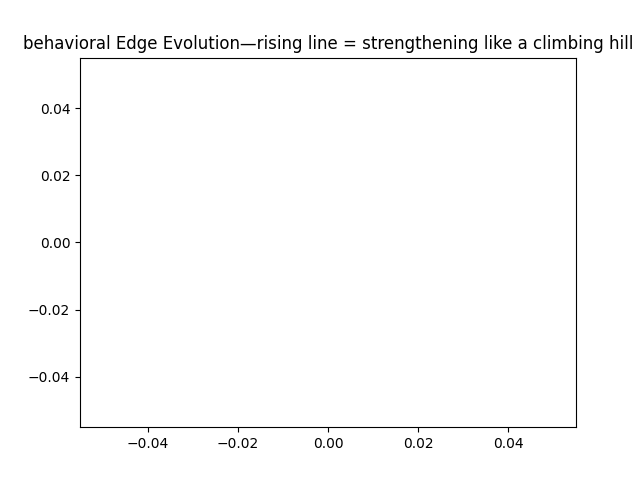 behavioral Edge Evolution—rising line = strengthening like a climbing hill
0.04
0.02
0.00
−0.02
−0.04
−0.04 −0.02 0.00 0.02 0.04